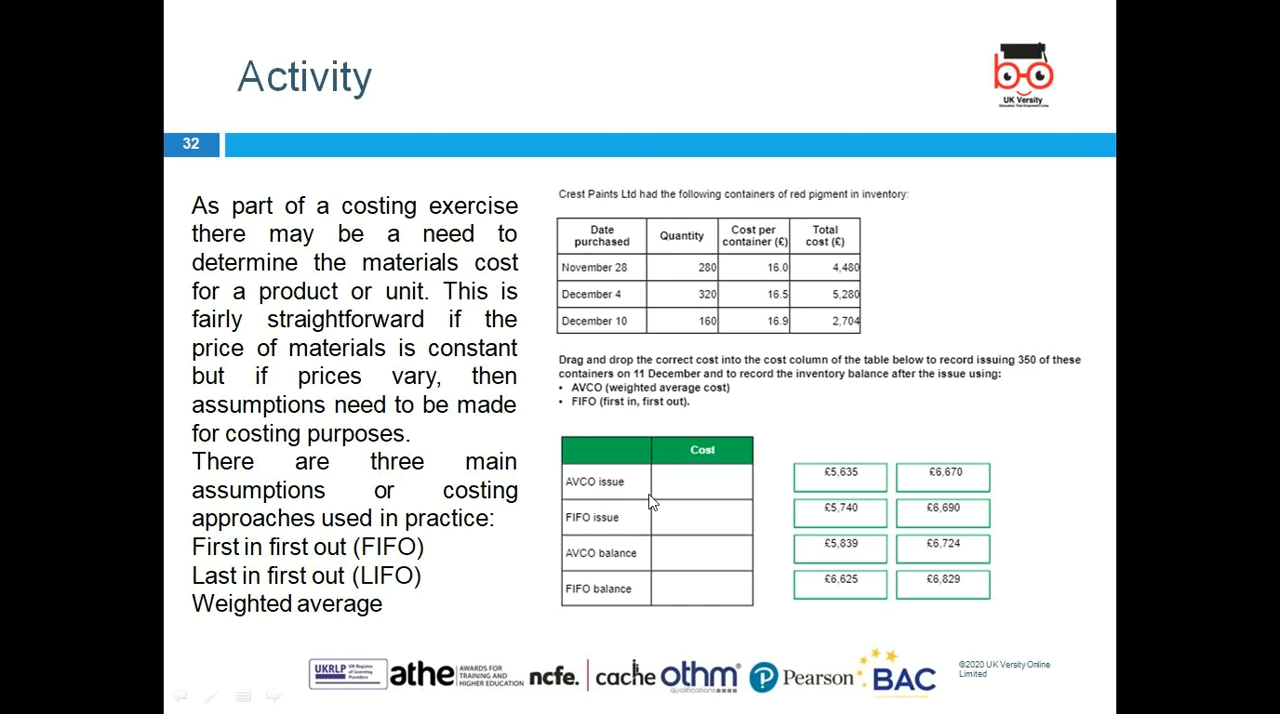 Activity
UK Versity
32
As part of a costing exercise
there may be a need to
determine the materials cost
for a product or unit. This is
fairly straightforward if the
price of materials is constant
but if prices vary, then
assumptions need to be made
for costing purposes.
There are three main
assumptions or costing
approaches used in practice:
First in first out (FIFO)
Last in first out (LIFO)
Weighted average
Crest Paints Ltd had the following containers of red pigment in inventory:
Date purchased Quantity Cost per container (£) Total cost (£)
November 28 280 16.0 4,480
December 4 320 16.5 5,280
December 10 160 16.9 2,704
Drag and drop the correct cost into the cost column of the table below to record issuing 350 of these
containers on 11 December and to record the inventory balance after the issue using:
• AVCO (weighted average cost)
• FIFO (first in, first out).
Cost
AVCO issue
FIFO issue
AVCO balance
FIFO balance
£5,635 £6,670
£5,740 £6,690
£5,839 £6,724
£6,625 £6,829
UKRLP
athe AWARDS FOR
TRAINING AND
HIGHER EDUCATION
ncfe.
cache
othm
qualifications
Pearson
BAC
©2020 UK Versity Online
Limited